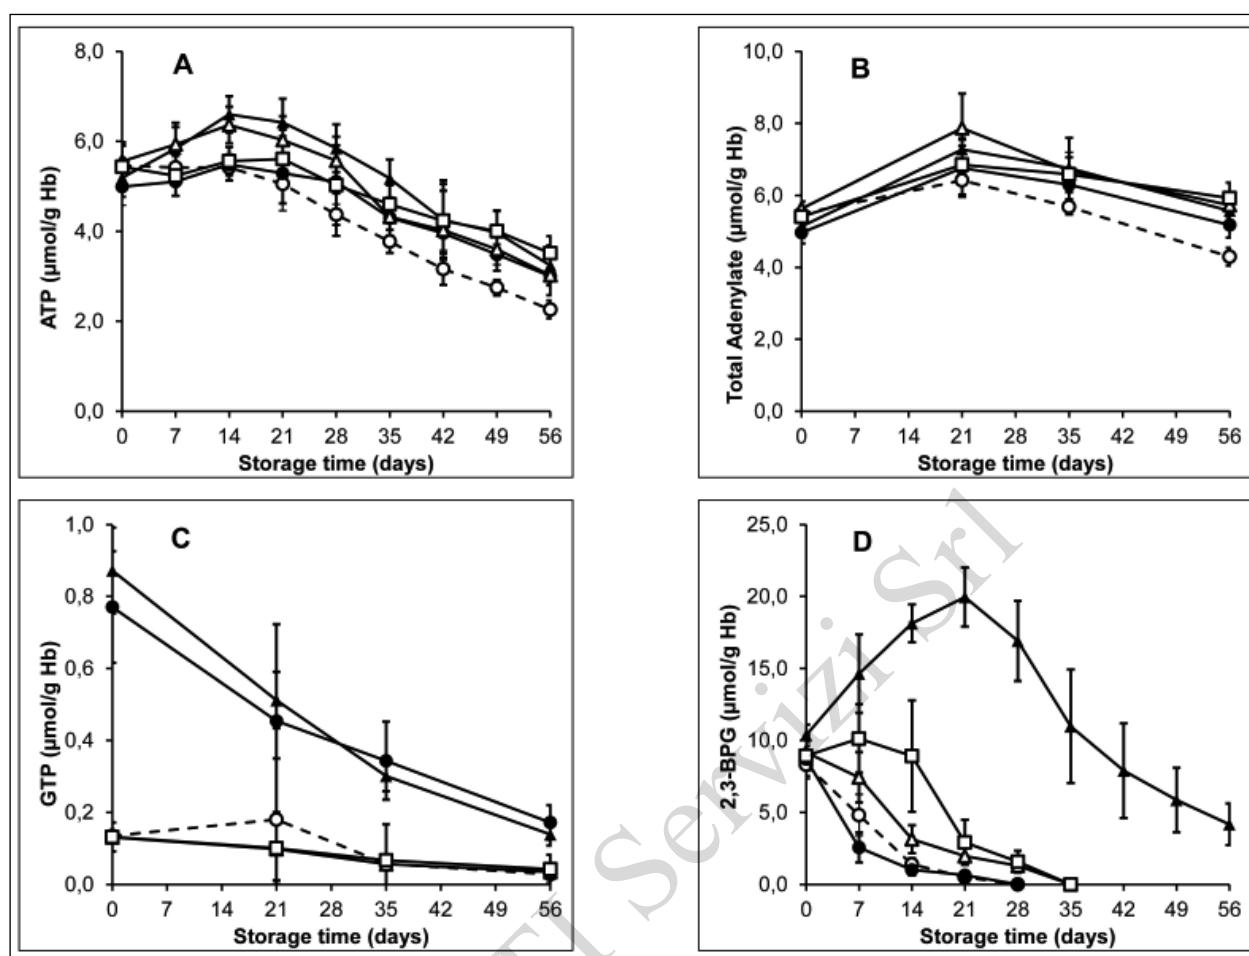 A
8,0
6,0
4,0
2,0
0,0
ATP (µmol/g Hb)
0 7 14 21 28 35 42 49 56
Storage time (days)
B
10,0
8,0
6,0
4,0
2,0
0,0
Total Adenylate (µmol/g Hb)
0 7 14 21 28 35 42 49 56
Storage time (days)
C
1,0
0,8
0,6
0,4
0,2
0,0
GTP (µmol/g Hb)
0 7 14 21 28 35 42 49 56
Storage time (days)
D
25,0
20,0
15,0
10,0
5,0
0,0
2,3-BPG (µmol/g Hb)
0 7 14 21 28 35 42 49 56
Storage time (days)
Servizi Srl